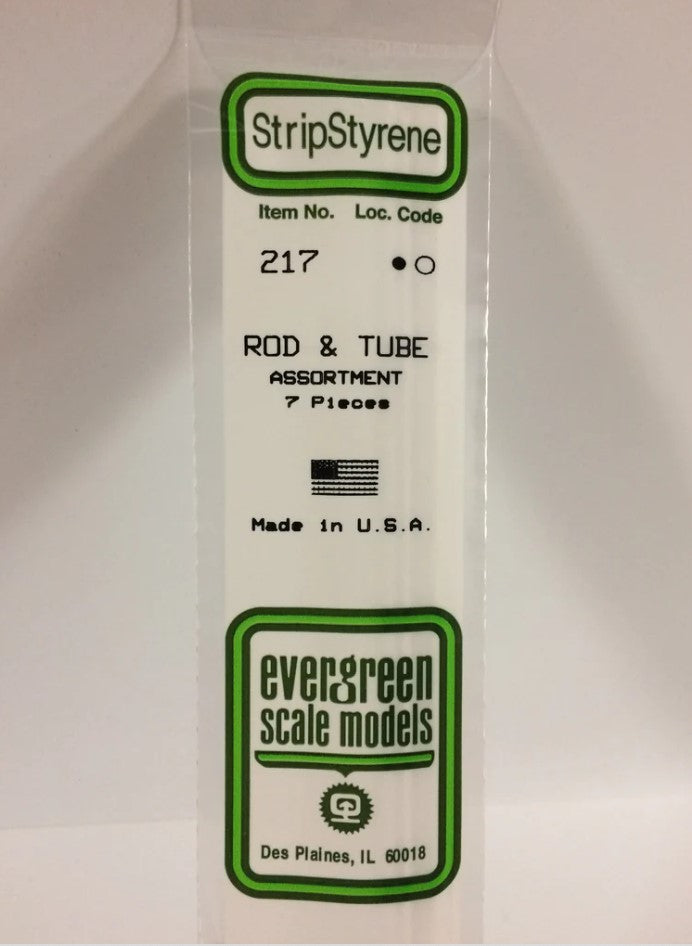 StripStyrene
Item No. Loc. Code
217
ROD & TUBE
ASSORTMENT
7 Pieces
Made in U.S.A.
evergreen
scale models
Des Plaines, IL 60018